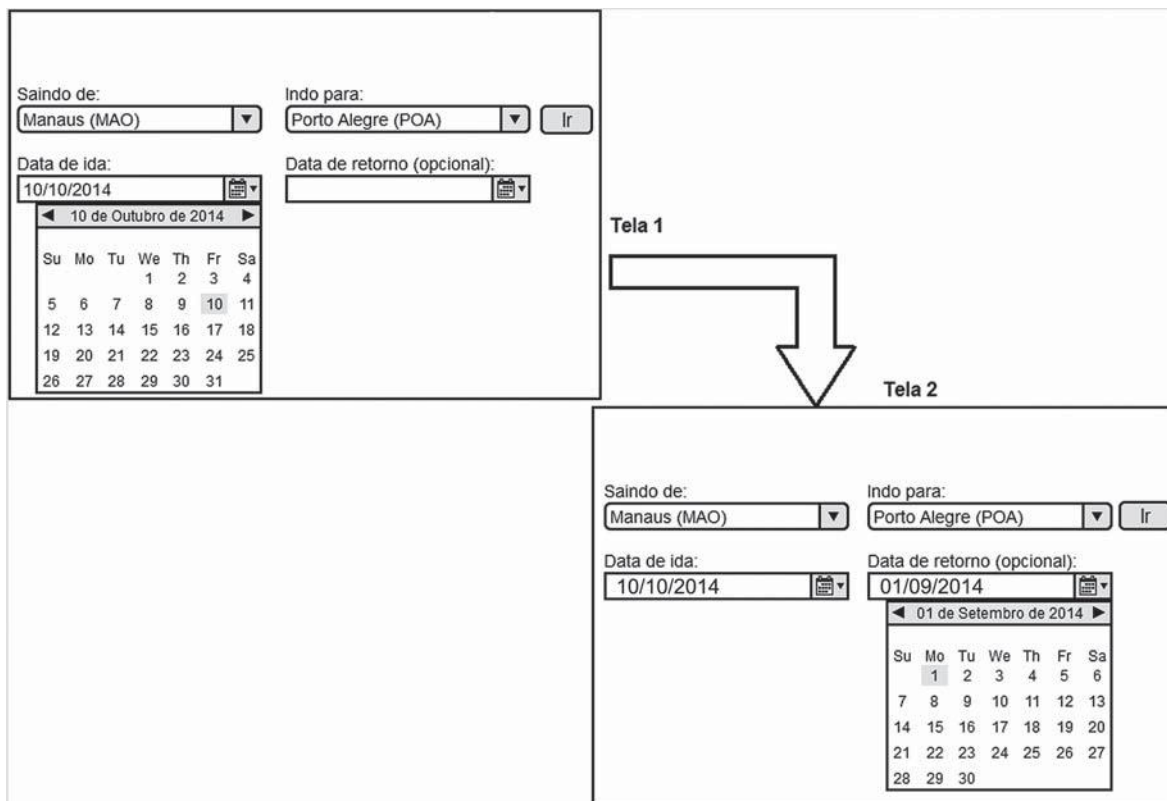 Saindo de: Indo para:
Manaus (MAO) Porto Alegre (POA) Ir
Data de ida: Data de retorno (opcional):
10/10/2014
10 de Outubro de 2014
Su Mo Tu We Th Fr Sa
1 2 3 4
5 6 7 8 9 10 11
12 13 14 15 16 17 18
19 20 21 22 23 24 25
26 27 28 29 30 31
Tela 1
Tela 2
Saindo de: Indo para:
Manaus (MAO) Porto Alegre (POA) Ir
Data de ida: Data de retorno (opcional):
10/10/2014 01/09/2014
01 de Setembro de 2014
Su Mo Tu We Th Fr Sa
1 2 3 4 5 6
7 8 9 10 11 12 13
14 15 16 17 18 19 20
21 22 23 24 25 26 27
28 29 30